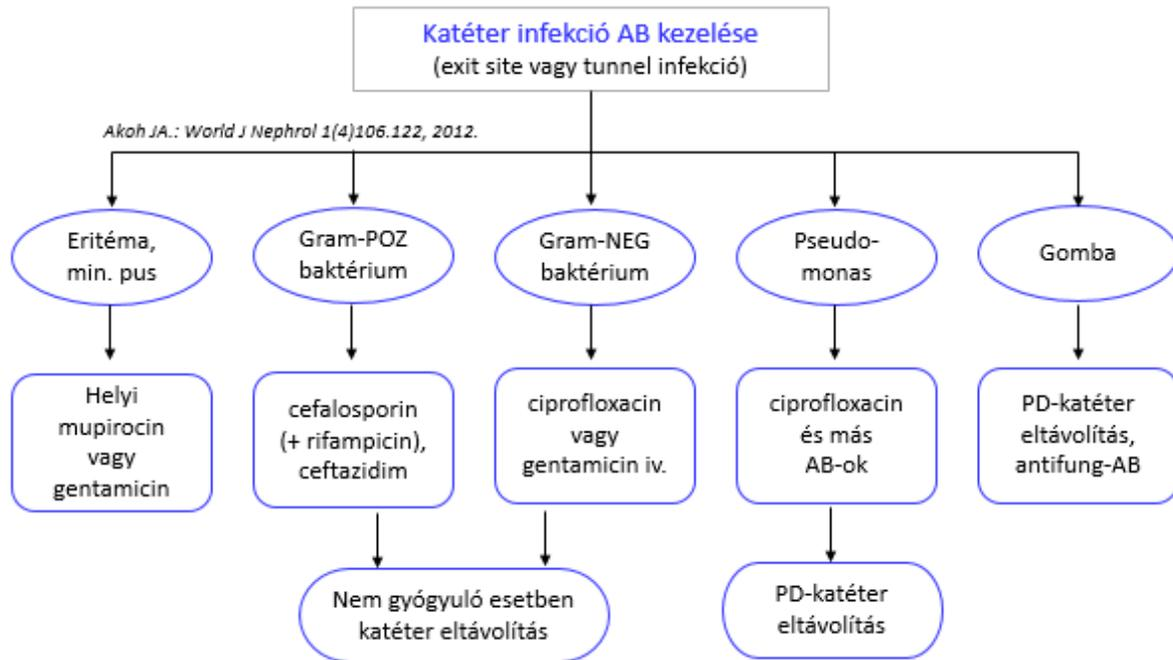 Katéter infekció AB kezelése
(exit site vagy tunnel infekció)
Akoh JA.: World J Nephrol 1(4)106.122, 2012.
Eritéma,
min. pus
Gram-POZ
baktérium
Gram-NEG
baktérium
Pseudo-
monas
Gomba
Helyi
mupirocin
vagy
gentamicin
cefalosporin
(+ rifampicin),
ceftazidim
ciprofloxacin
vagy
gentamicin iv.
ciprofloxacin
és más
AB-ok
PD-katéter
eltávolítás,
antifung-AB
Nem gyógyuló esetben
katéter eltávolítás
PD-katéter
eltávolítás